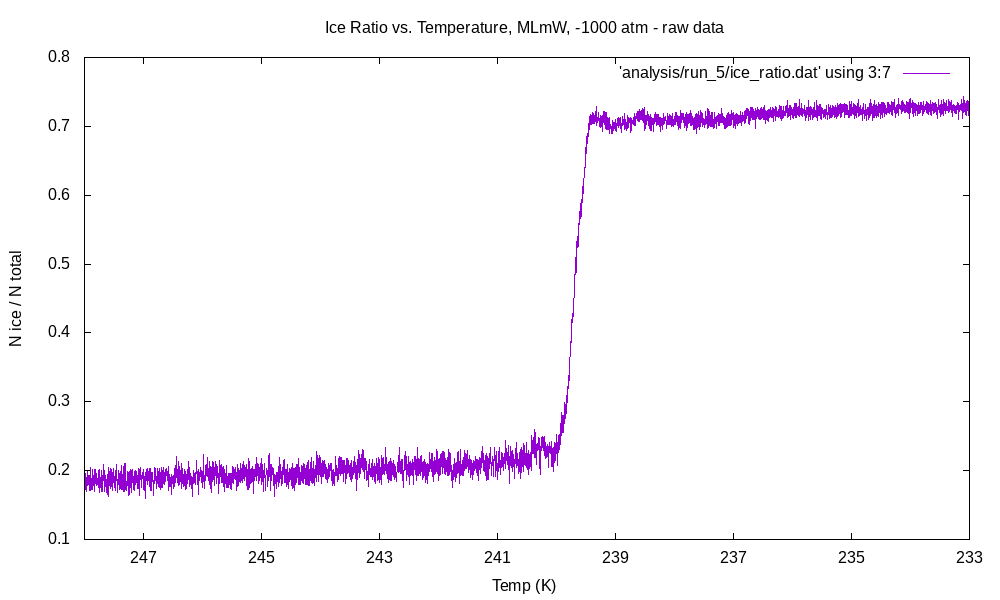 Ice Ratio vs. Temperature, MLmW, -1000 atm - raw data
'analysis/run_5/ice_ratio.dat' using 3:7
0.8
0.7
0.6
0.5
0.4
0.3
0.2
0.1
N ice / N total
247 245 243 241 239 237 235 233
Temp (K)